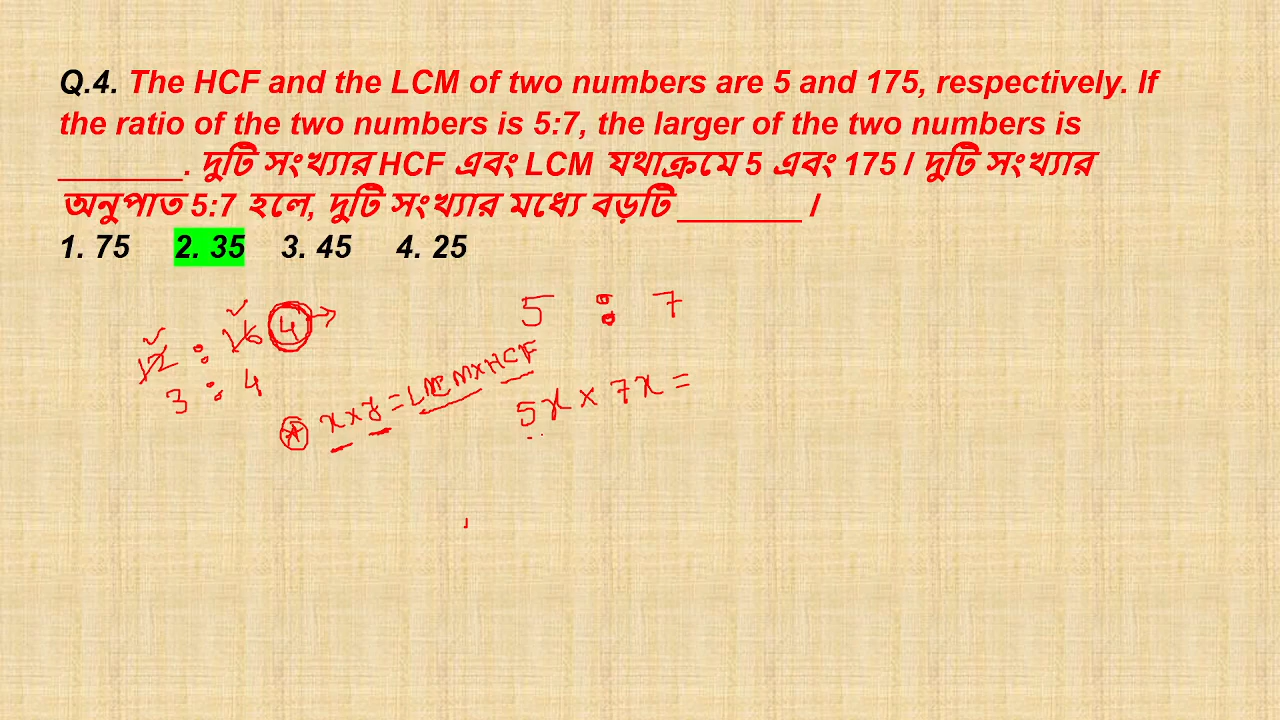 Q.4. The HCF and the LCM of two numbers are 5 and 175, respectively. If
the ratio of the two numbers is 5:7, the larger of the two numbers is
________. দুটি সংখ্যার HCF এবং LCM যথাক্রমে 5 এবং 175 । দুটি সংখ্যার
অনুপাত 5:7 হলে, দুটি সংখ্যার মধ্যে বড়টি ________ ।
1. 75 2. 35 3. 45 4. 25
5 : 7
12 : 16 4 →
3 : 4
x×y = LCM×HCF
5x × 7x =